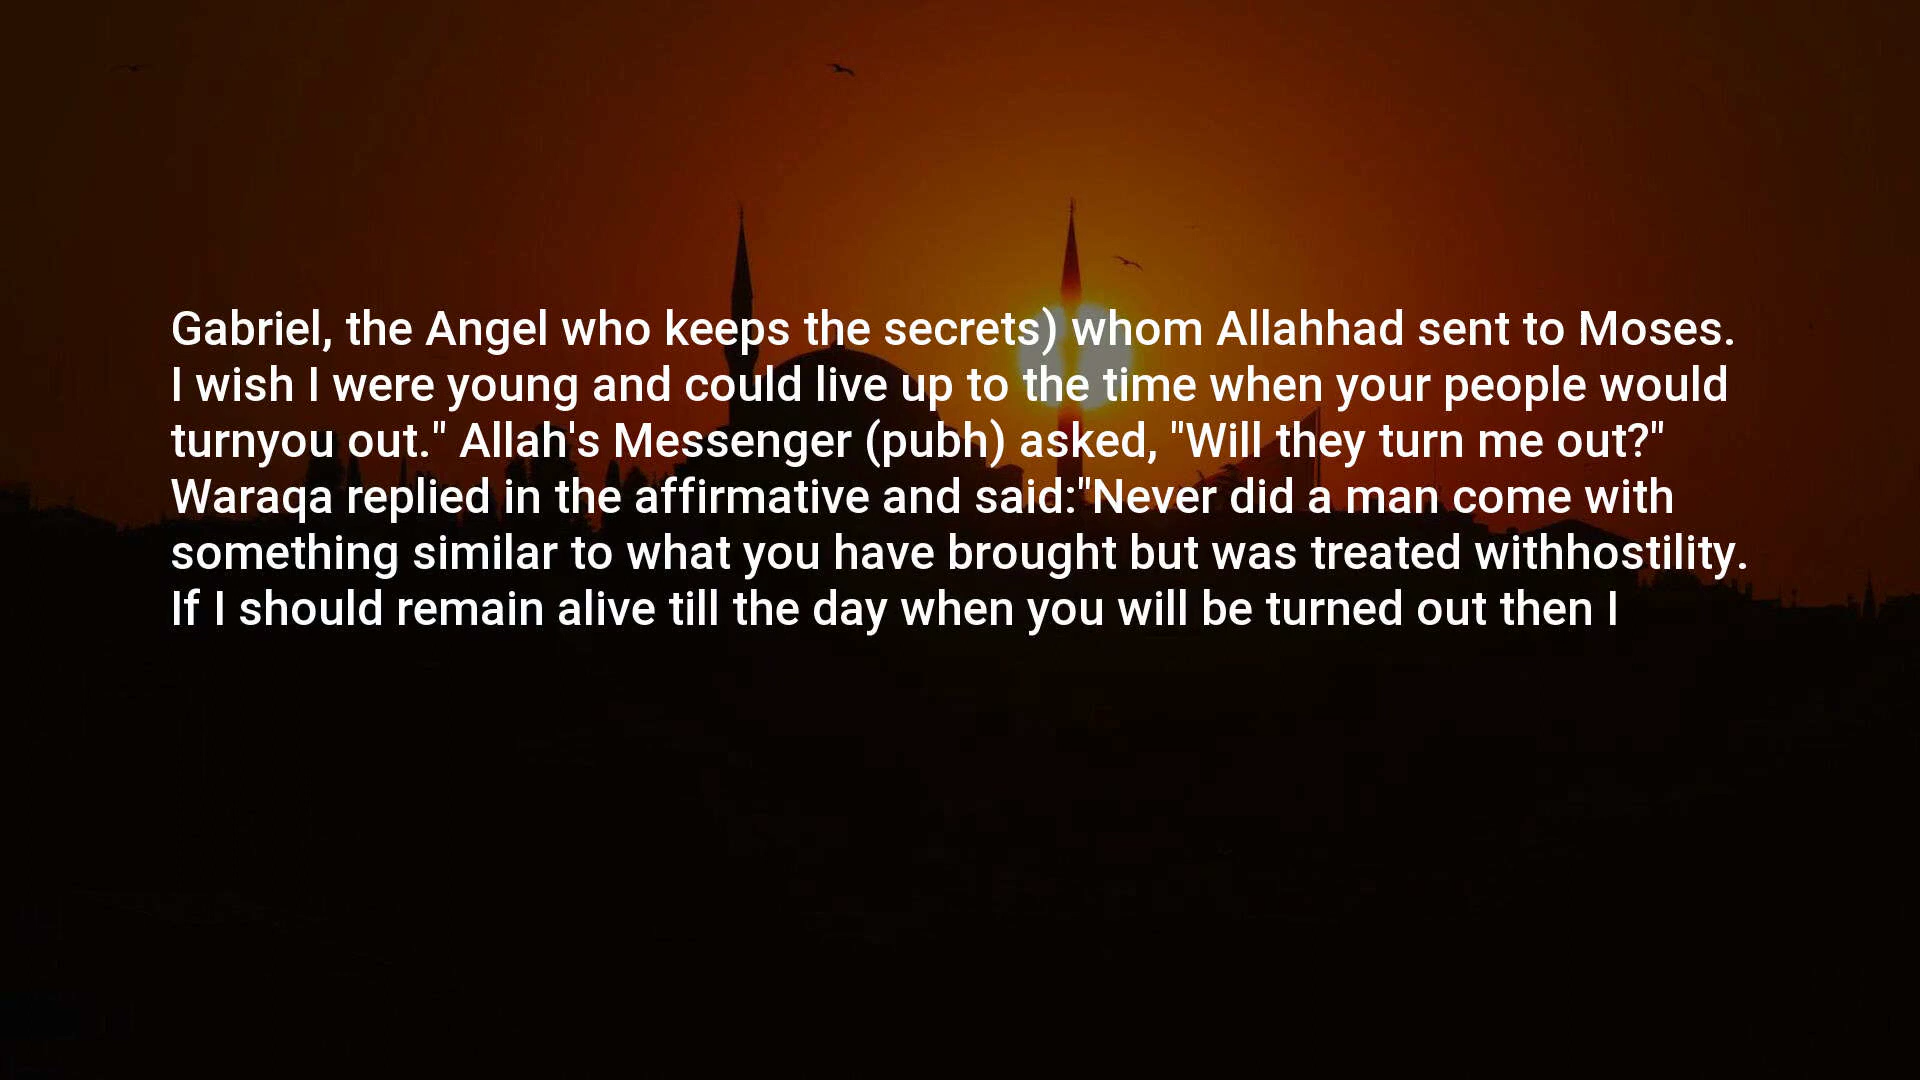 Gabriel, the Angel who keeps the secrets) whom Allahhad sent to Moses.
I wish I were young and could live up to the time when your people would
turnyou out." Allah's Messenger (pubh) asked, "Will they turn me out?"
Waraqa replied in the affirmative and said:"Never did a man come with
something similar to what you have brought but was treated withhostility.
If I should remain alive till the day when you will be turned out then I